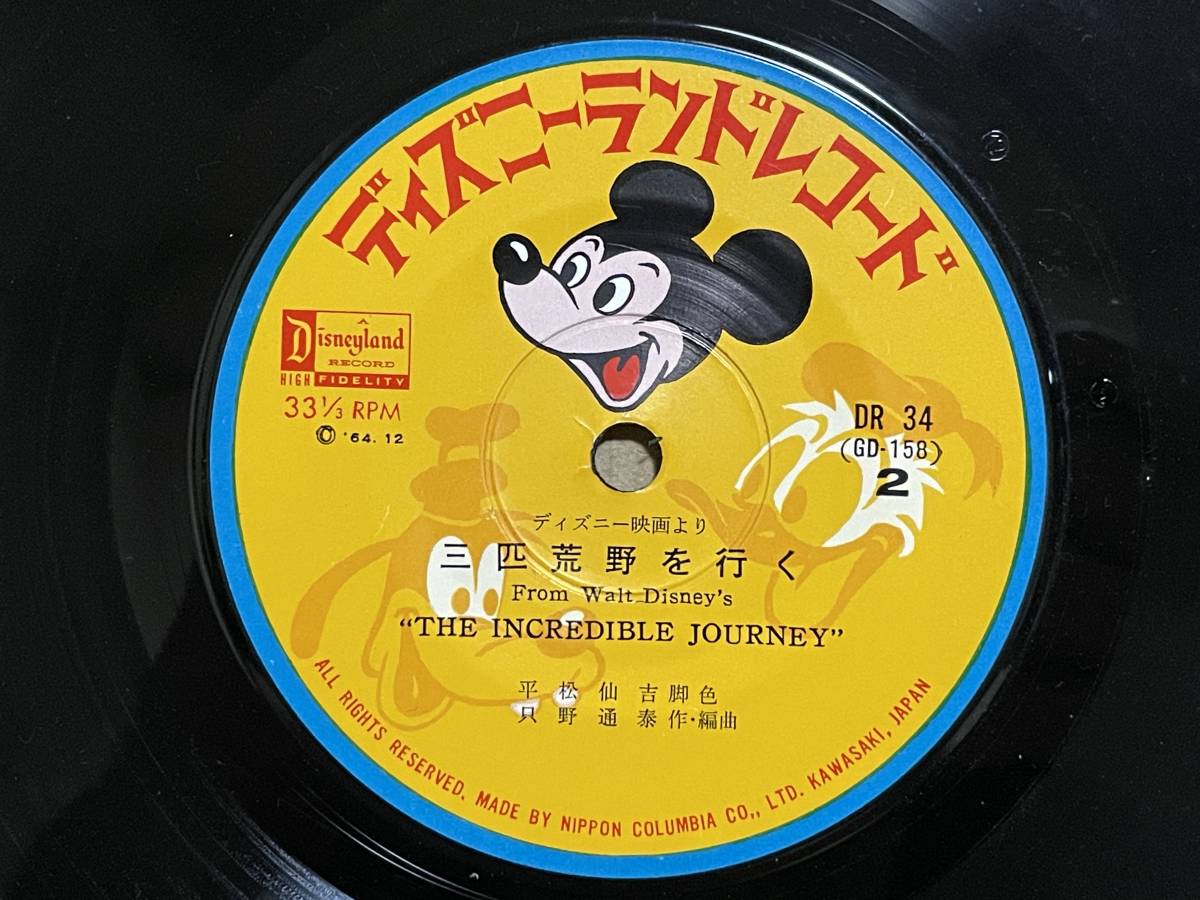 ディズニーランドレコード
Disneyland
RECORD
HIGH FIDELITY
33 1/3 RPM
Ⓟ '64. 12
DR 34
(GD-158)
2
ディズニー映画より
三匹荒野を行く
From Walt Disney's
“THE INCREDIBLE JOURNEY”
平松仙吉脚色
只野通泰作・編曲
ALL RIGHTS RESERVED. MADE BY NIPPON COLUMBIA CO., LTD. KAWASAKI, JAPAN